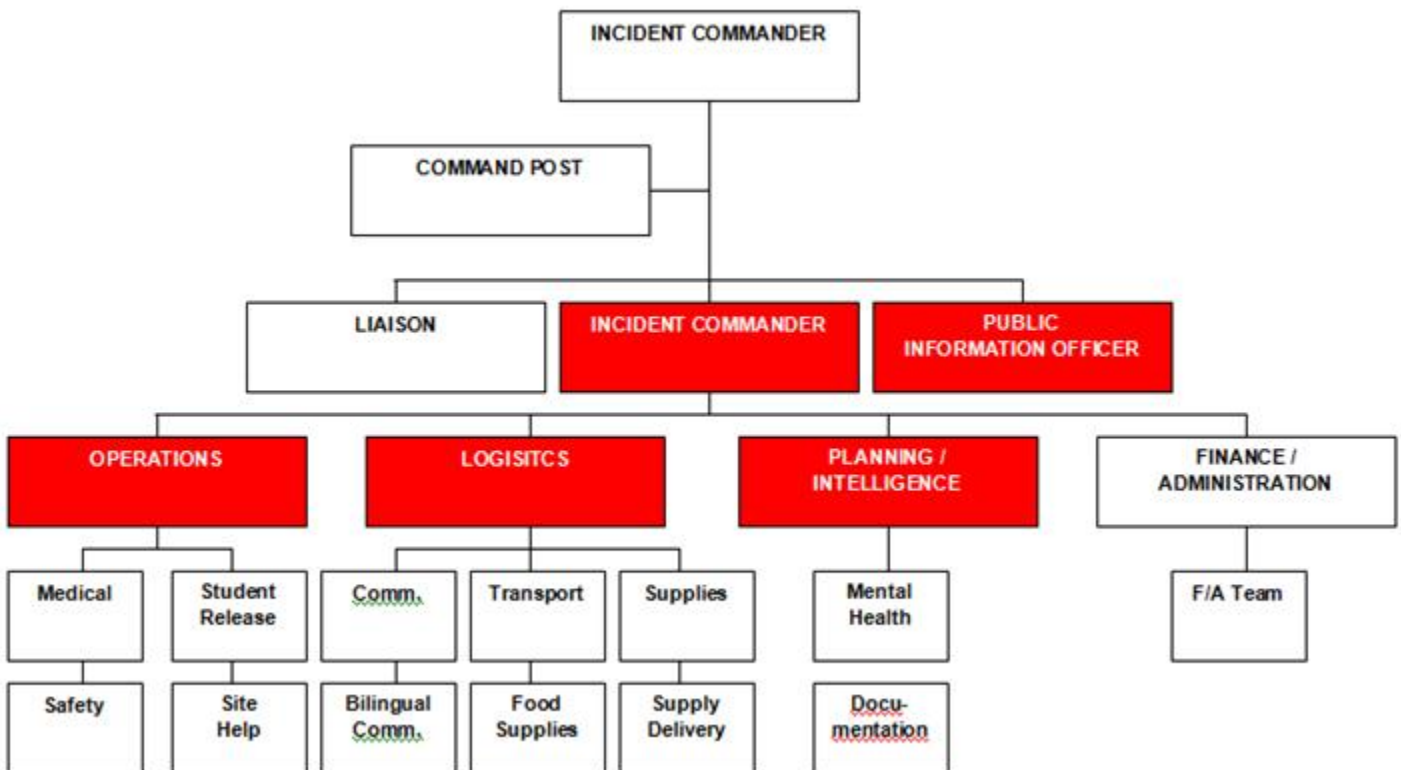 INCIDENT COMMANDER
COMMAND POST
LIAISON
INCIDENT COMMANDER
PUBLIC
INFORMATION OFFICER
OPERATIONS
LOGISITCS
PLANNING /
INTELLIGENCE
FINANCE /
ADMINISTRATION
Medical
Student
Release
Comm.
Transport
Supplies
Mental
Health
F/A Team
Safety
Site
Help
Bilingual
Comm.
Food
Supplies
Supply
Delivery
Docu-
mentation